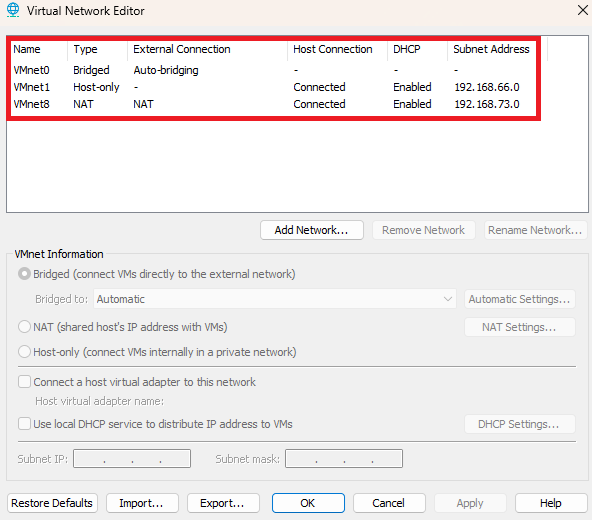 Virtual Network Editor
Name Type External Connection Host Connection DHCP Subnet Address
VMnet0 Bridged Auto-bridging - - -
VMnet1 Host-only - Connected Enabled 192.168.66.0
VMnet8 NAT NAT Connected Enabled 192.168.73.0
Add Network... Remove Network Rename Network...
VMnet Information
Bridged (connect VMs directly to the external network)
Bridged to: Automatic Automatic Settings...
NAT (shared host's IP address with VMs) NAT Settings...
Host-only (connect VMs internally in a private network)
Connect a host virtual adapter to this network
Host virtual adapter name:
Use local DHCP service to distribute IP address to VMs DHCP Settings...
Subnet IP: . . . Subnet mask: . . .
Restore Defaults Import... Export... OK Cancel Apply Help